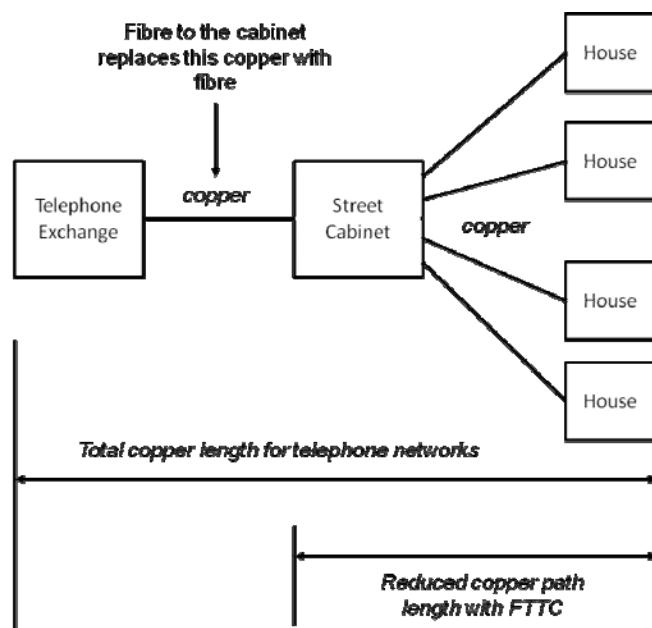 Fibre to the cabinet
replaces this copper with
fibre
House
House
copper
Telephone
Exchange
Street
Cabinet
copper
House
House
Total copper length for telephone networks
Reduced copper path
length with FTTC